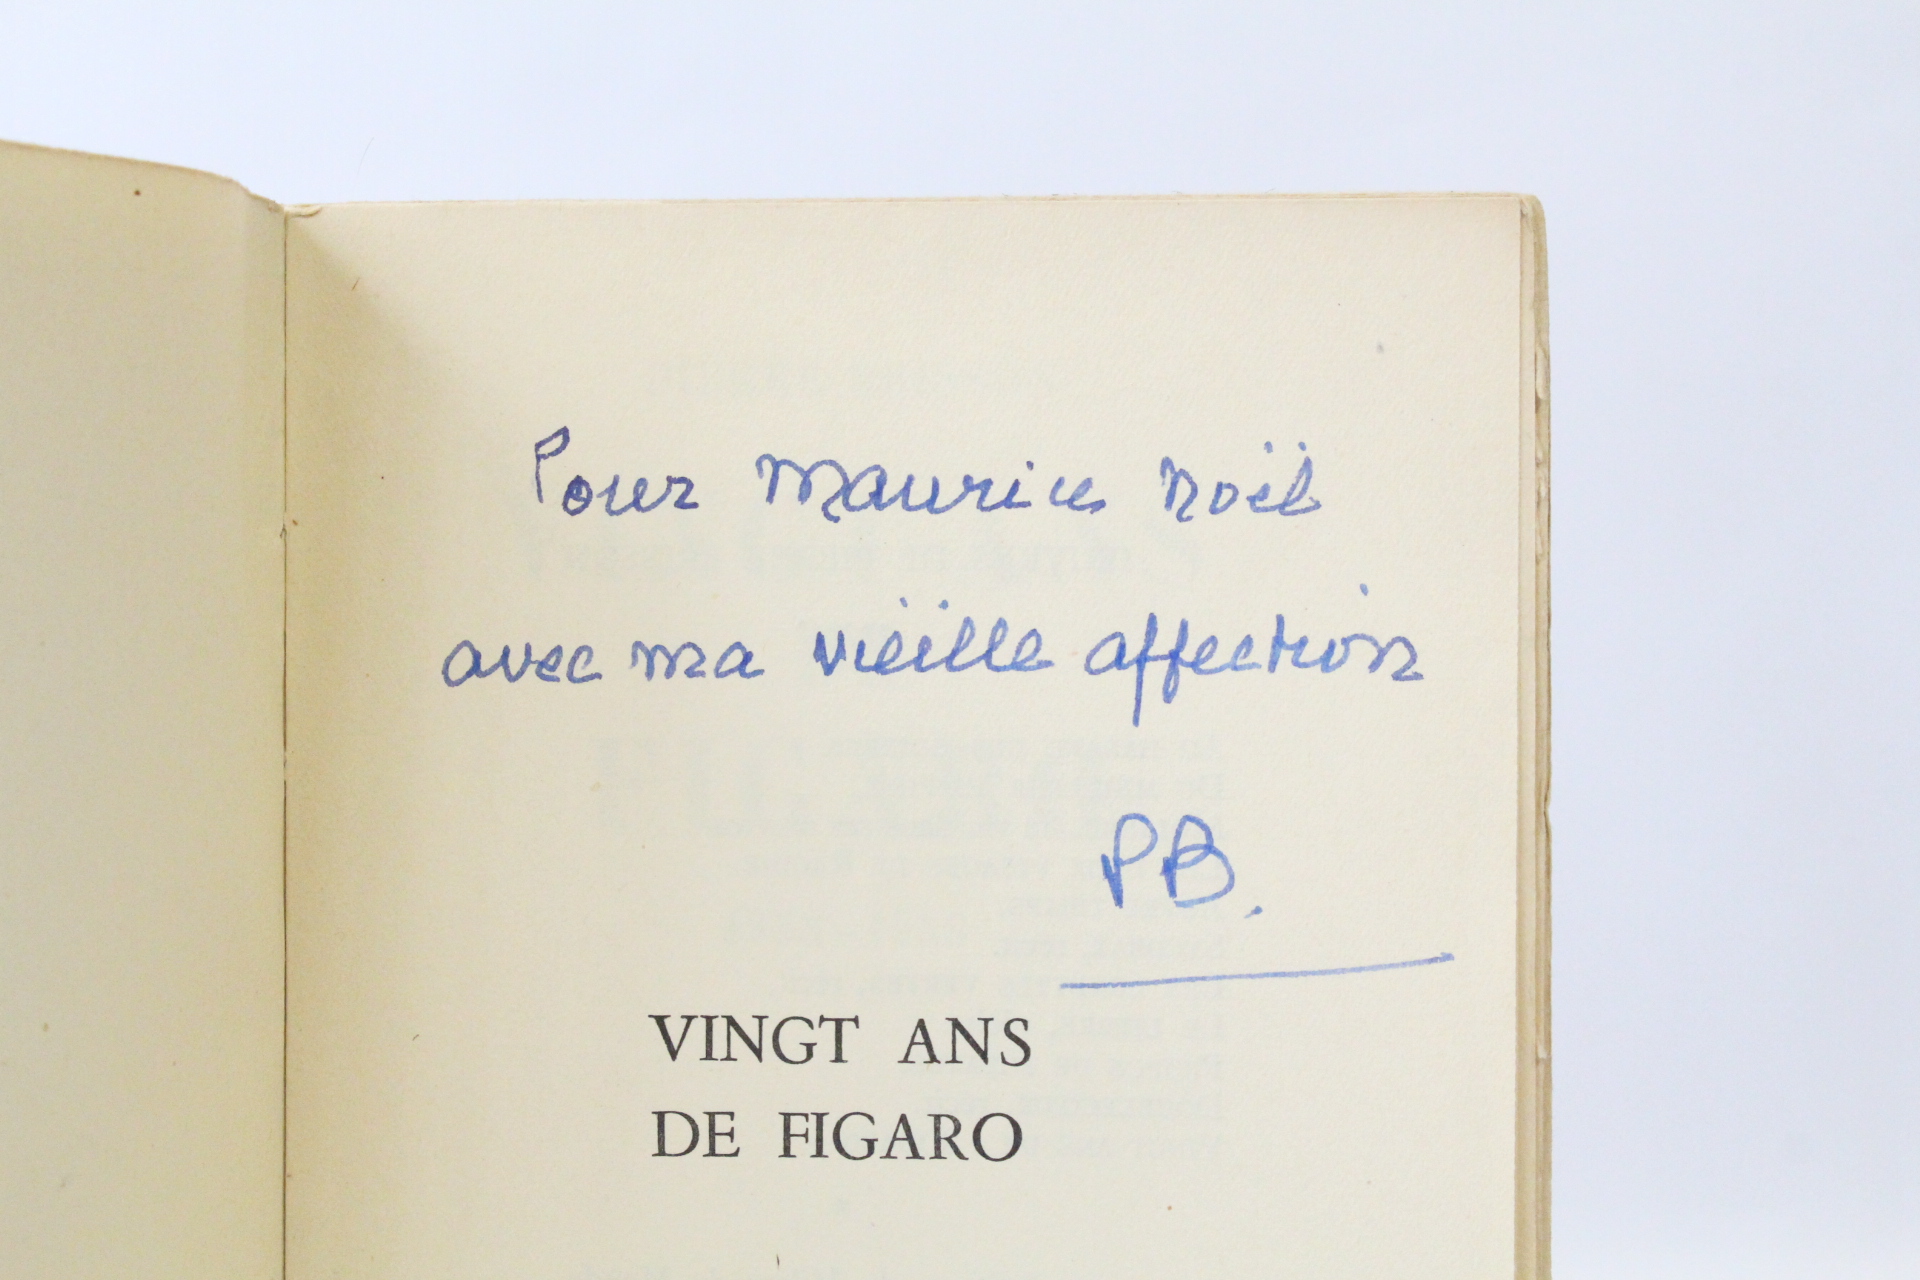 Pour Maurice Noël
avec ma vieille affection
PB.
VINGT ANS
DE FIGARO